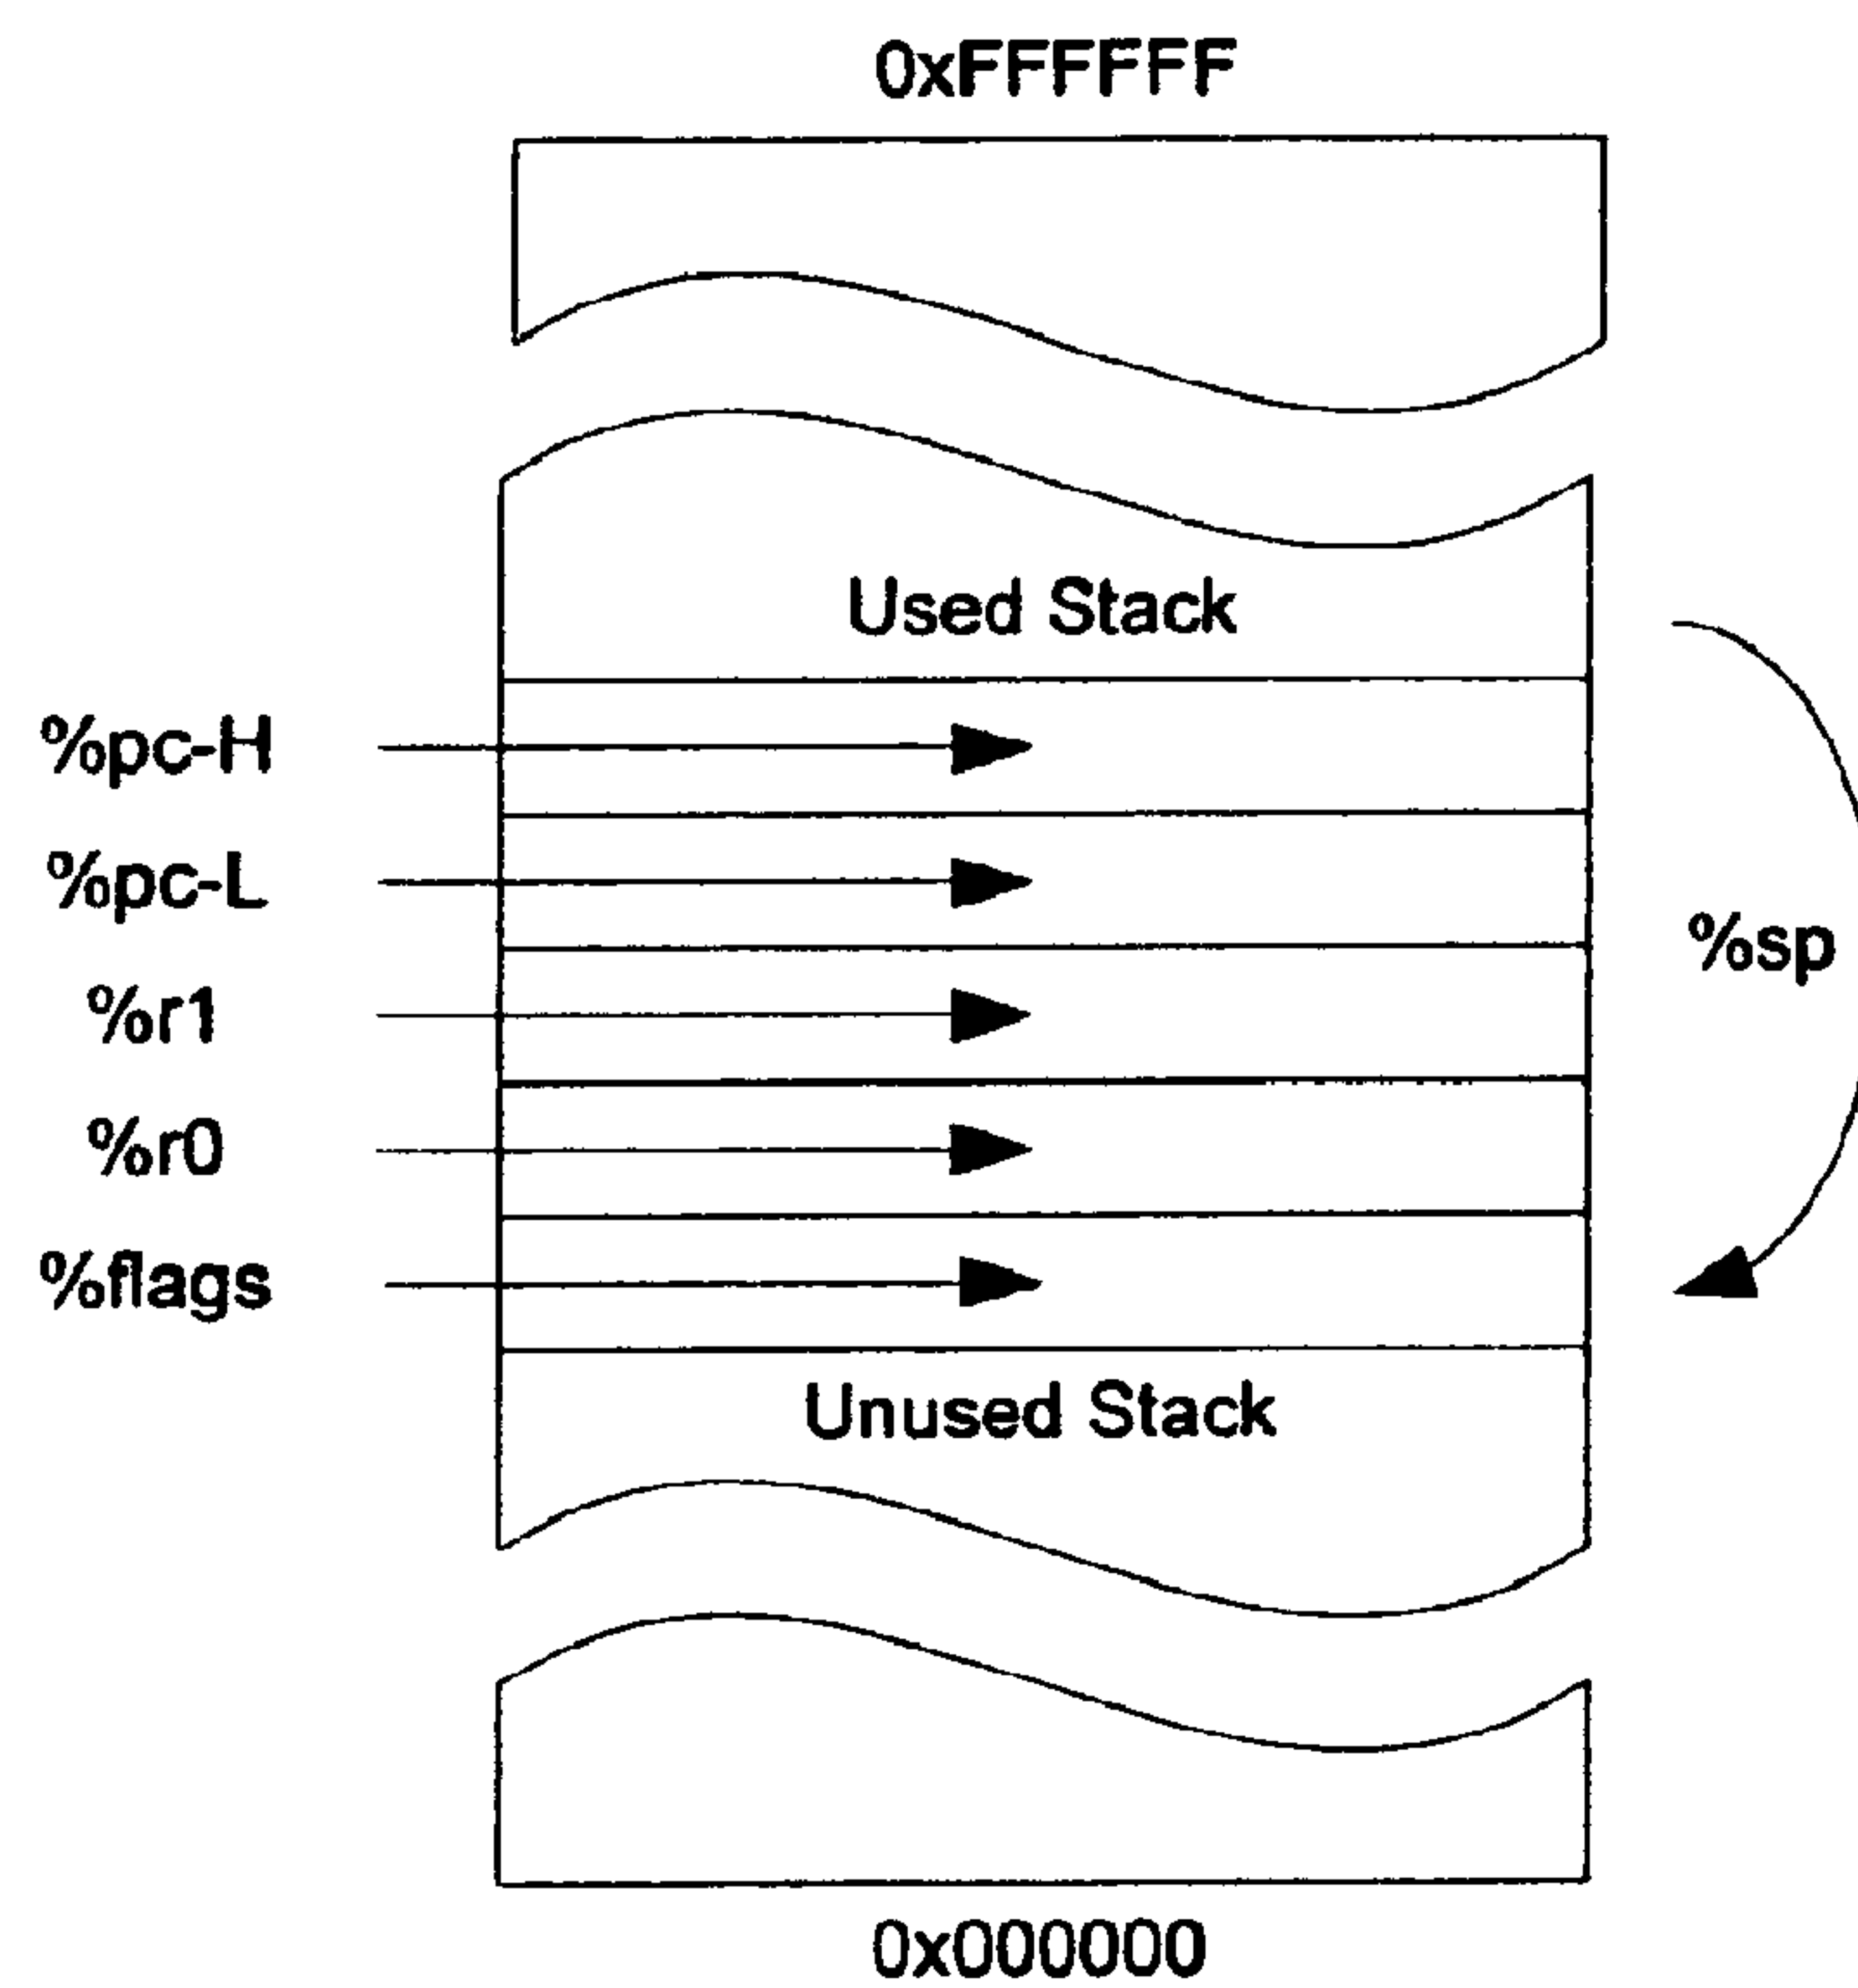 0xFFFFFF
Used Stack
%pc-H
%pc-L
%sp
%r1
%r0
%flags
Unused Stack
0x000000